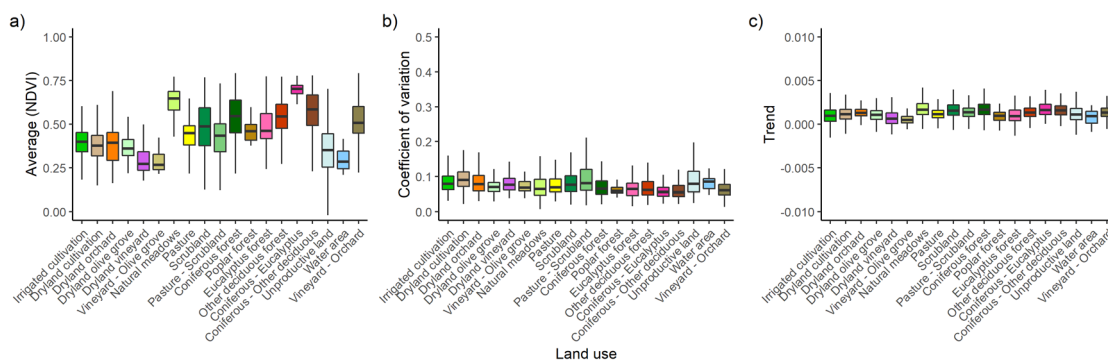 a)
Average (NDVI)
1.00
0.75
0.50
0.25
0.00
Irrigated cultivation
Dryland cultivation
Dryland orchard
Dryland olive grove
Dryland vineyard
Vineyard - Olive grove
Natural meadows
Pasture
Scrubland
Pasture - Scrubland
Coniferous forest
Poplar forest
Eucalyptus forest
Other deciduous forest
Coniferous - Eucalyptus
Coniferous - Other deciduous
Unproductive land
Water area
Vineyard - Orchard
b)
Coefficient of variation
0.5
0.4
0.3
0.2
0.1
0.0
Irrigated cultivation
Dryland cultivation
Dryland orchard
Dryland olive grove
Dryland vineyard
Vineyard - Olive grove
Natural meadows
Pasture
Scrubland
Pasture - Scrubland
Coniferous forest
Poplar forest
Eucalyptus forest
Other deciduous forest
Coniferous - Eucalyptus
Coniferous - Other deciduous
Unproductive land
Water area
Vineyard - Orchard
c)
Trend
0.010
0.005
0.000
-0.005
-0.010
Irrigated cultivation
Dryland cultivation
Dryland orchard
Dryland olive grove
Dryland vineyard
Vineyard - Olive grove
Natural meadows
Pasture
Scrubland
Pasture - Scrubland
Coniferous forest
Poplar forest
Eucalyptus forest
Other deciduous forest
Coniferous - Eucalyptus
Coniferous - Other deciduous
Unproductive land
Water area
Vineyard - Orchard
Land use